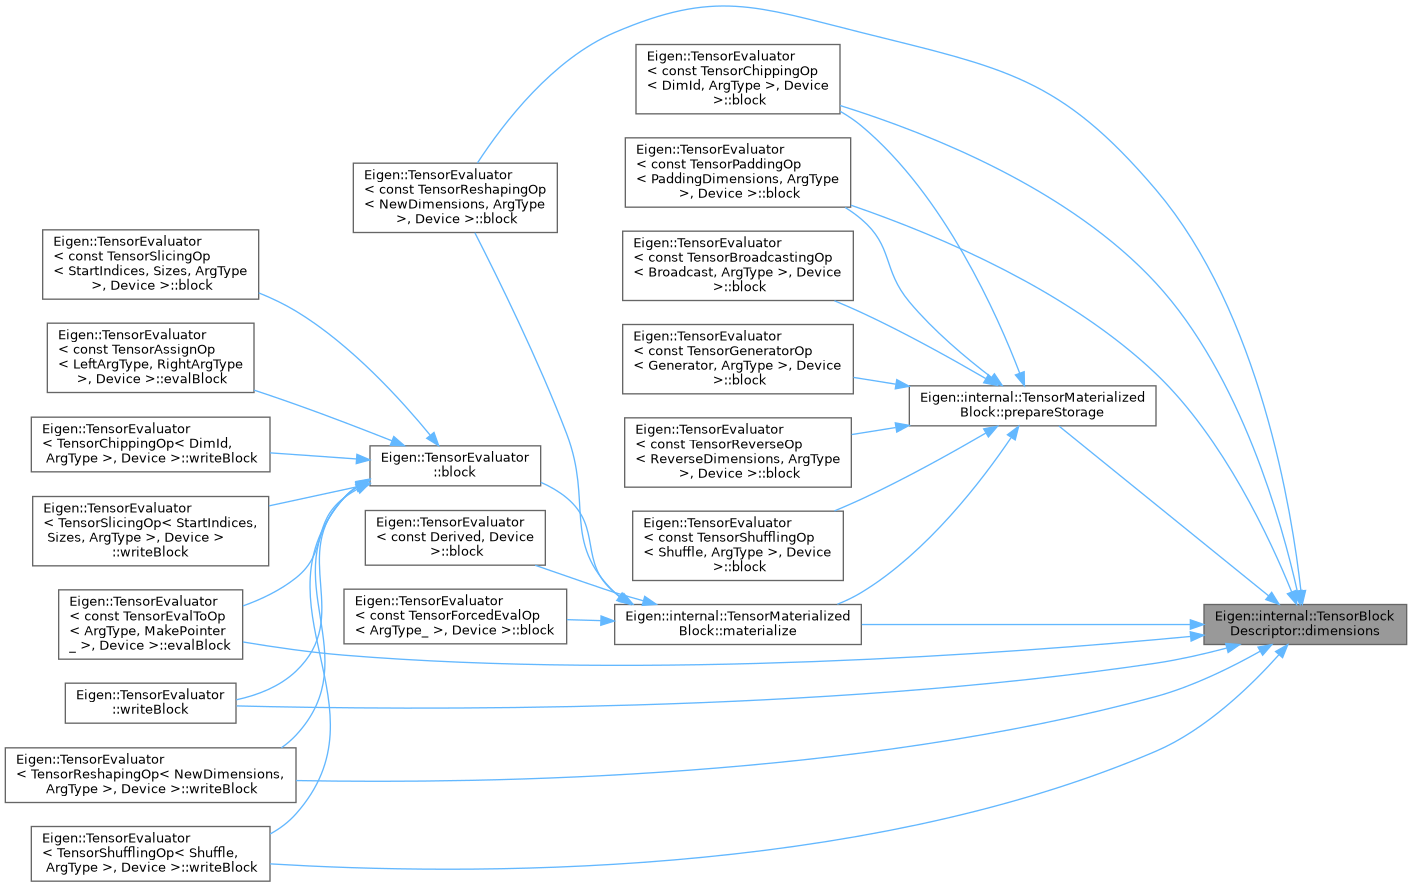 Eigen::TensorEvaluator
< const TensorChippingOp
< DimId, ArgType >, Device
>::block
Eigen::TensorEvaluator
< const TensorPaddingOp
< PaddingDimensions, ArgType
>, Device >::block
Eigen::TensorEvaluator
< const TensorReshapingOp
< NewDimensions, ArgType
>, Device >::block
Eigen::TensorEvaluator
< const TensorSlicingOp
< StartIndices, Sizes, ArgType
>, Device >::block
Eigen::TensorEvaluator
< const TensorBroadcastingOp
< Broadcast, ArgType >, Device
>::block
Eigen::TensorEvaluator
< const TensorAssignOp
< LeftArgType, RightArgType
>, Device >::evalBlock
Eigen::TensorEvaluator
< const TensorGeneratorOp
< Generator, ArgType >, Device
>::block
Eigen::internal::TensorMaterialized
Block::prepareStorage
Eigen::TensorEvaluator
< TensorChippingOp< DimId,
ArgType >, Device >::writeBlock
Eigen::TensorEvaluator
::block
Eigen::TensorEvaluator
< const TensorReverseOp
< ReverseDimensions, ArgType
>, Device >::block
Eigen::TensorEvaluator
< TensorSlicingOp< StartIndices,
Sizes, ArgType >, Device >
::writeBlock
Eigen::TensorEvaluator
< const Derived, Device
>::block
Eigen::TensorEvaluator
< const TensorShufflingOp
< Shuffle, ArgType >, Device
>::block
Eigen::TensorEvaluator
< const TensorEvalToOp
< ArgType, MakePointer
_ >, Device >::evalBlock
Eigen::TensorEvaluator
< const TensorForcedEvalOp
< ArgType_ >, Device >::block
Eigen::internal::TensorMaterialized
Block::materialize
Eigen::internal::TensorBlock
Descriptor::dimensions
Eigen::TensorEvaluator
::writeBlock
Eigen::TensorEvaluator
< TensorReshapingOp< NewDimensions,
ArgType >, Device >::writeBlock
Eigen::TensorEvaluator
< TensorShufflingOp< Shuffle,
ArgType >, Device >::writeBlock